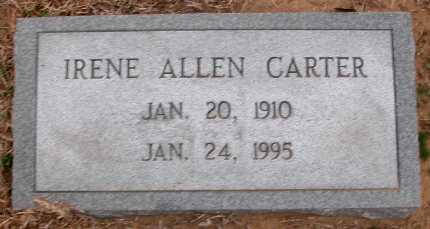 IRENE ALLEN CARTER
JAN. 20, 1910
JAN. 24, 1995